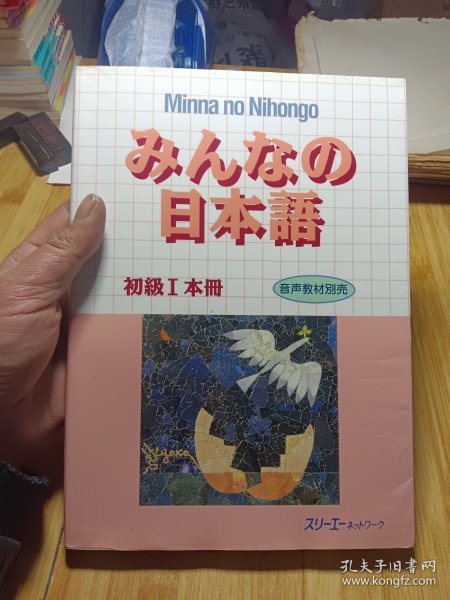 Minna no Nihongo
みんなの
日本語
初級I本冊
音声教材別売
スリーエーネットワーク
孔夫子旧书网
www.kongfz.com